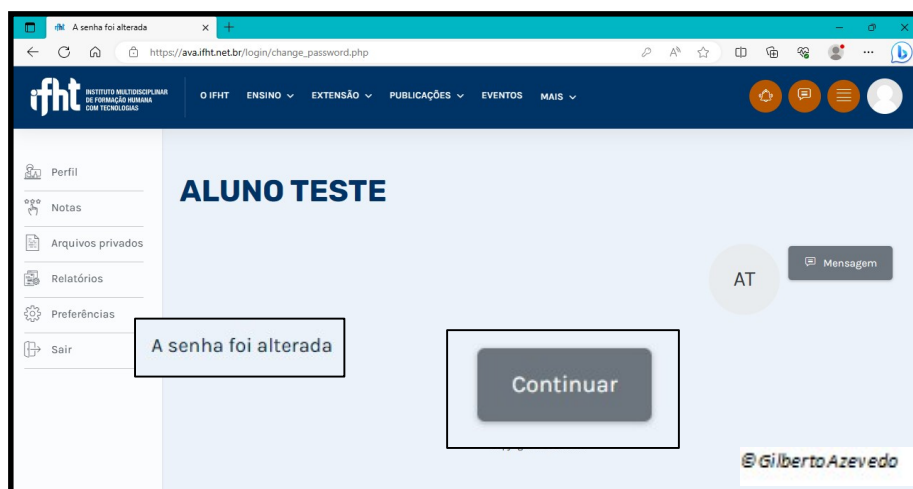 A senha foi alterada
https://ava.ifht.net.br/login/change_password.php
ifht
INSTITUTO MULTIDISCIPLINAR
DE FORMAÇÃO HUMANA
COM TECNOLOGIAS
O IFHT ENSINO EXTENSÃO PUBLICAÇÕES EVENTOS MAIS
Perfil
Notas
Arquivos privados
Relatórios
Preferências
Sair
ALUNO TESTE
AT
Mensagem
A senha foi alterada
Continuar
© Gilberto Azevedo